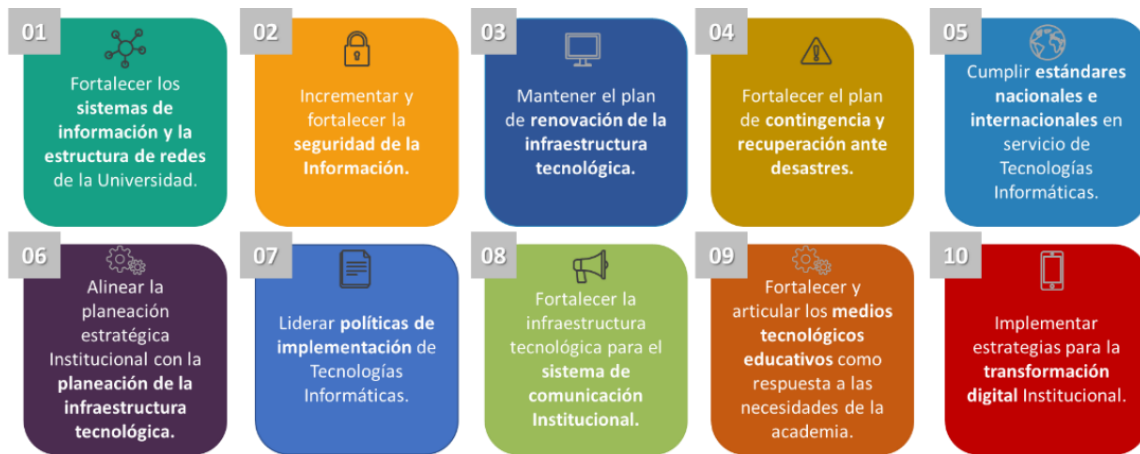 01
Fortalecer los
sistemas de
información y la
estructura de redes
de la Universidad.
02
Incrementar y
fortalecer la
seguridad de la
Información.
03
Mantener el plan
de renovación de la
infraestructura
tecnológica.
04
Fortalecer el plan
de contingencia y
recuperación ante
desastres.
05
Cumplir estándares
nacionales e
internacionales en
servicio de
Tecnologías
Informáticas.
06
Alinear la
planeación
estratégica
Institucional con la
planeación de la
infraestructura
tecnológica.
07
Liderar políticas de
implementación de
Tecnologías
Informáticas.
08
Fortalecer la
infraestructura
tecnológica para el
sistema de
comunicación
Institucional.
09
Fortalecer y
articular los medios
tecnológicos
educativos como
respuesta a las
necesidades de la
academia.
10
Implementar
estrategias para la
transformación
digital Institucional.